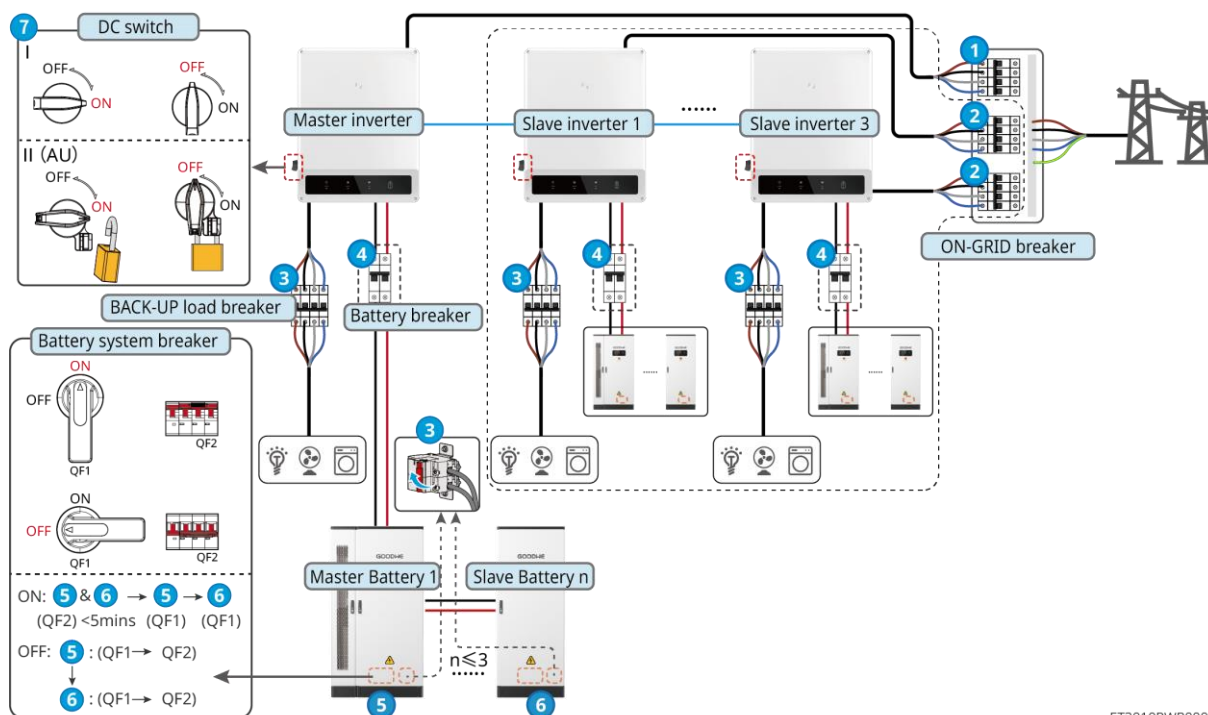 7
DC switch
I
OFF
ON
OFF
ON
II (AU)
OFF
ON
OFF
ON
Master inverter
Slave inverter 1
......
Slave inverter 3
1
2
2
ON-GRID breaker
3
BACK-UP load breaker
4
Battery breaker
3
4
3
4
......
......
Battery system breaker
ON
OFF
QF1
QF2
ON
OFF
QF1
QF2
ON: 5 & 6 → 5 → 6
(QF2) <5mins (QF1) (QF1)
OFF: 5 : (QF1→ QF2)
6 : (QF1→ QF2)
3
GOODWE
GOODWE
Master Battery 1
Slave Battery n
n≤3
......
5
6